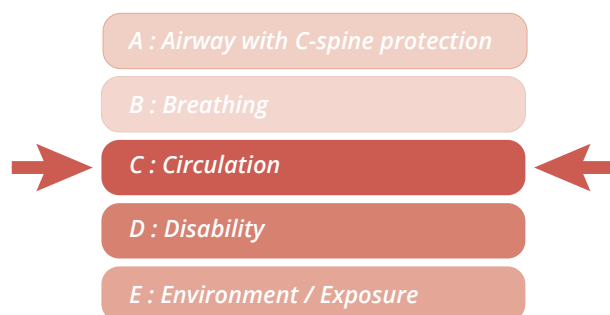 A : Airway with C-spine protection
B : Breathing
C : Circulation
D : Disability
E : Environment / Exposure